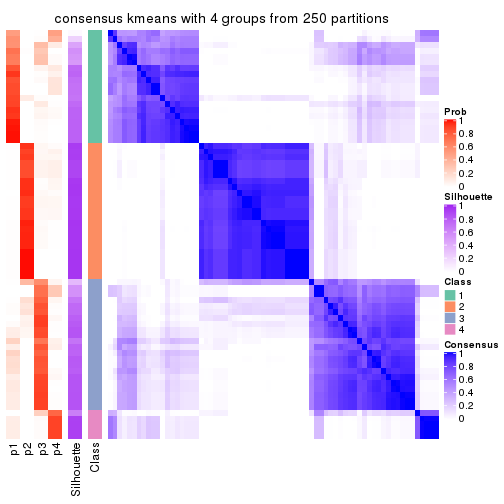 consensus kmeans with 4 groups from 250 partitions
Prob
1
0.8
0.6
0.4
0.2
0
Silhouette
1
0.8
0.6
0.4
0.2
0
Class
1
2
3
4
Consensus
1
0.8
0.6
0.4
0.2
0
p1
p2
p3
p4
Silhouette
Class